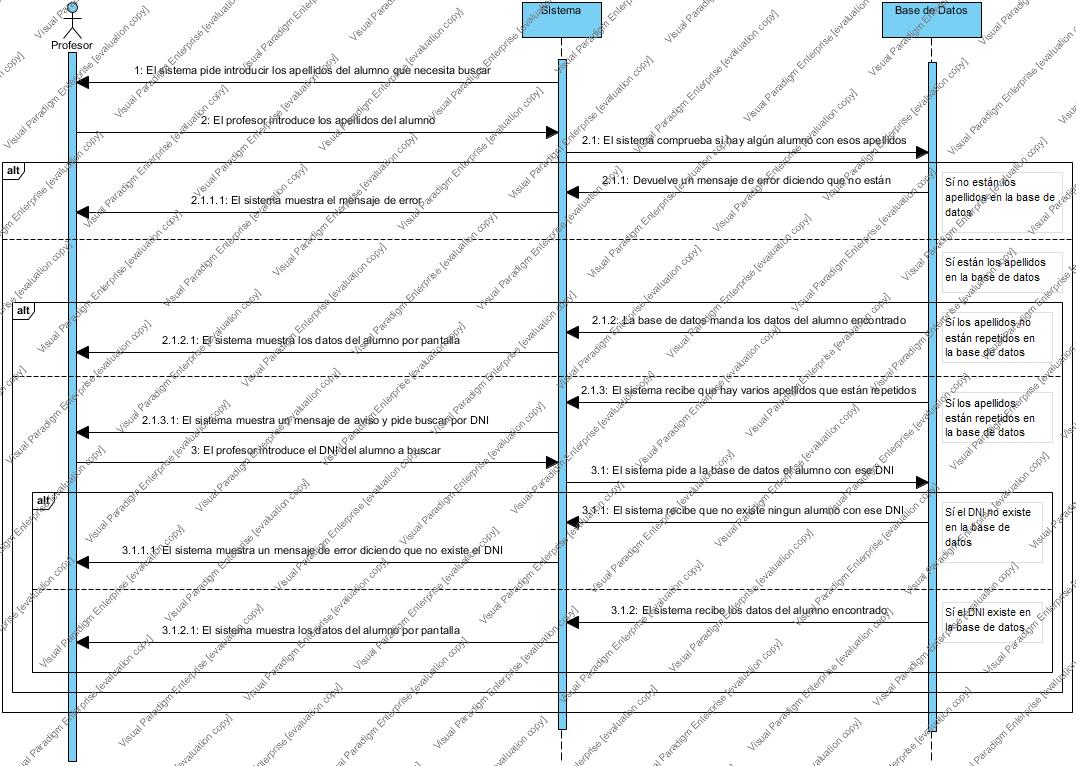 Profesor
Sistema
Base de Datos
1: El sistema pide introducir los apellidos del alumno que necesita buscar
2: El profesor introduce los apellidos del alumno
2.1: El sistema comprueba si hay algún alumno con esos apellidos
alt
2.1.1: Devuelve un mensaje de error diciendo que no están
Sí no están los
apellidos en la base de
datos
2.1.1.1: El sistema muestra el mensaje de error
Sí están los apellidos
en la base de datos
alt
2.1.2: La base de datos manda los datos del alumno encontrado
Sí los apellidos no
están repetidos en
la base de datos
2.1.2.1: El sistema muestra los datos del alumno por pantalla
2.1.3: El sistema recibe que hay varios apellidos que están repetidos
Sí los apellidos
están repetidos en
la base de datos
2.1.3.1: El sistema muestra un mensaje de aviso y pide buscar por DNI
3: El profesor introduce el DNI del alumno a buscar
3.1: El sistema pide a la base de datos el alumno con ese DNI
alt
3.1.1: El sistema recibe que no existe ningun alumno con ese DNI
Sí el DNI no existe
en la base de
datos
3.1.1.1: El sistema muestra un mensaje de error diciendo que no existe el DNI
3.1.2: El sistema recibe los datos del alumno encontrado
Sí el DNI existe en
la base de datos
3.1.2.1: El sistema muestra los datos del alumno por pantalla
Visual Paradigm Enterprise [evaluation copy]